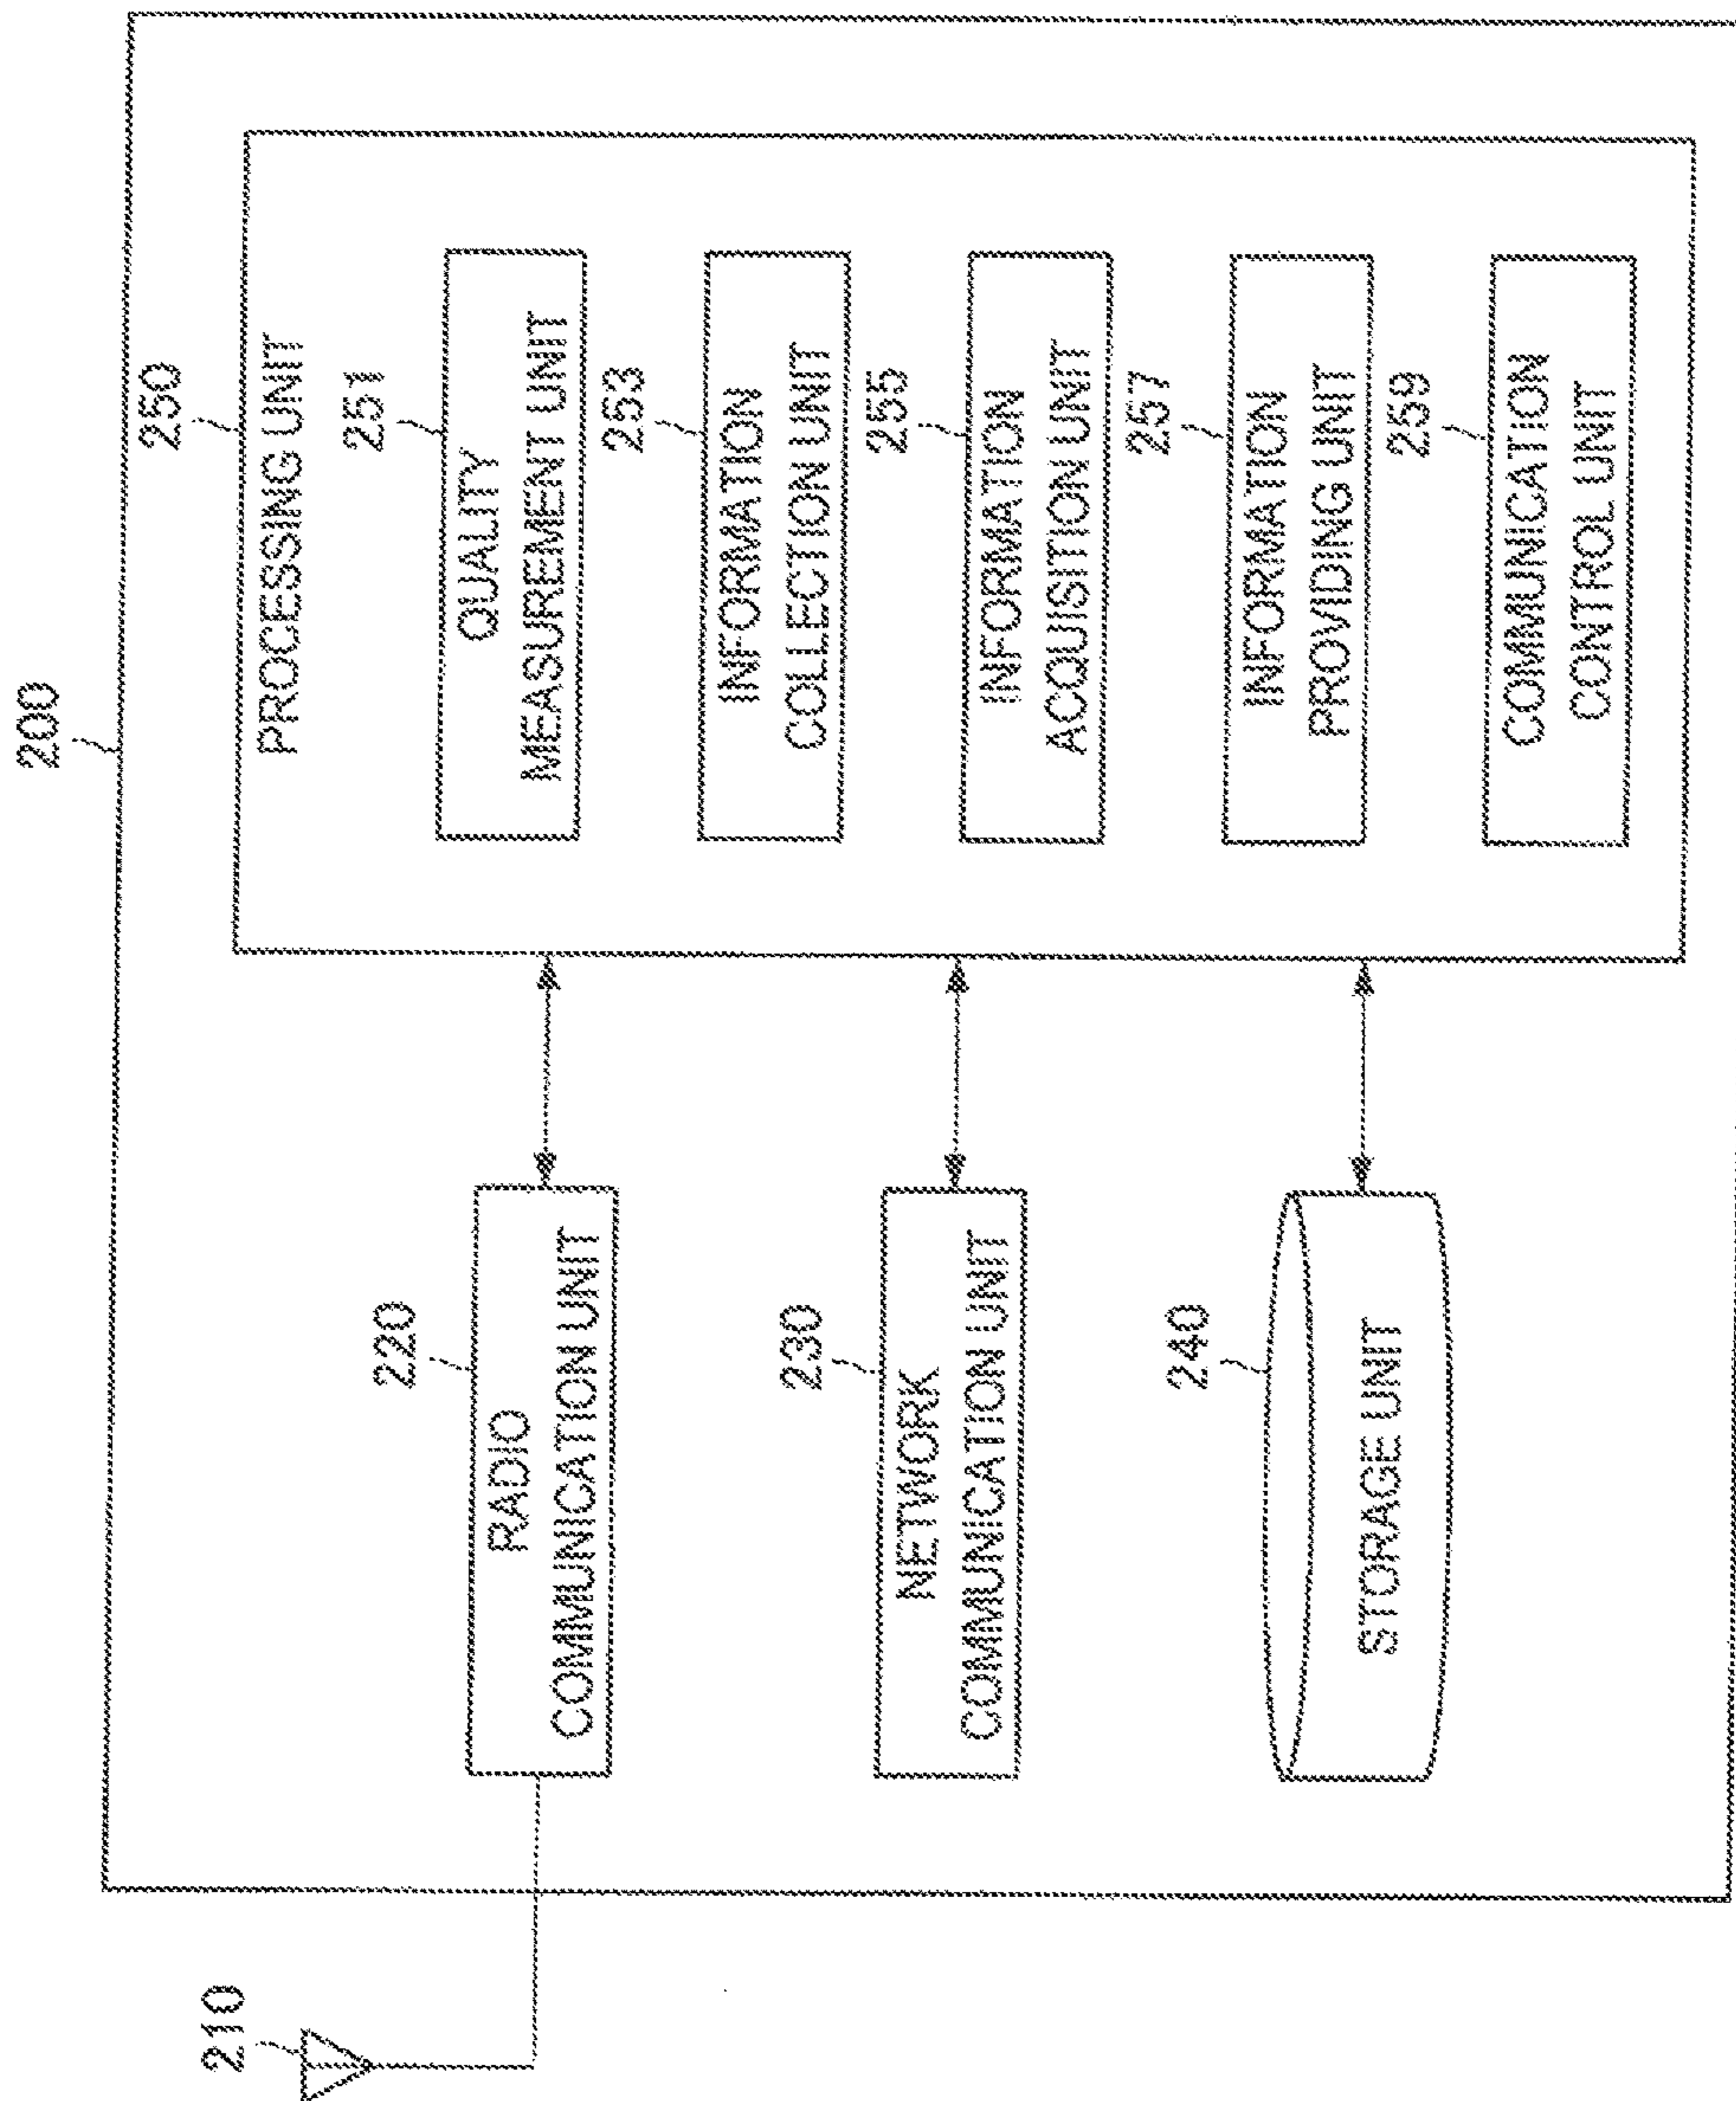 200
210
220
RADIO
COMMUNICATION UNIT
230
NETWORK
COMMUNICATION UNIT
240
STORAGE UNIT
250
PROCESSING UNIT
251
QUALITY
MEASUREMENT UNIT
253
INFORMATION
COLLECTION UNIT
255
INFORMATION
ACQUISITION UNIT
257
INFORMATION
PROVIDING UNIT
259
COMMUNICATION
CONTROL UNIT